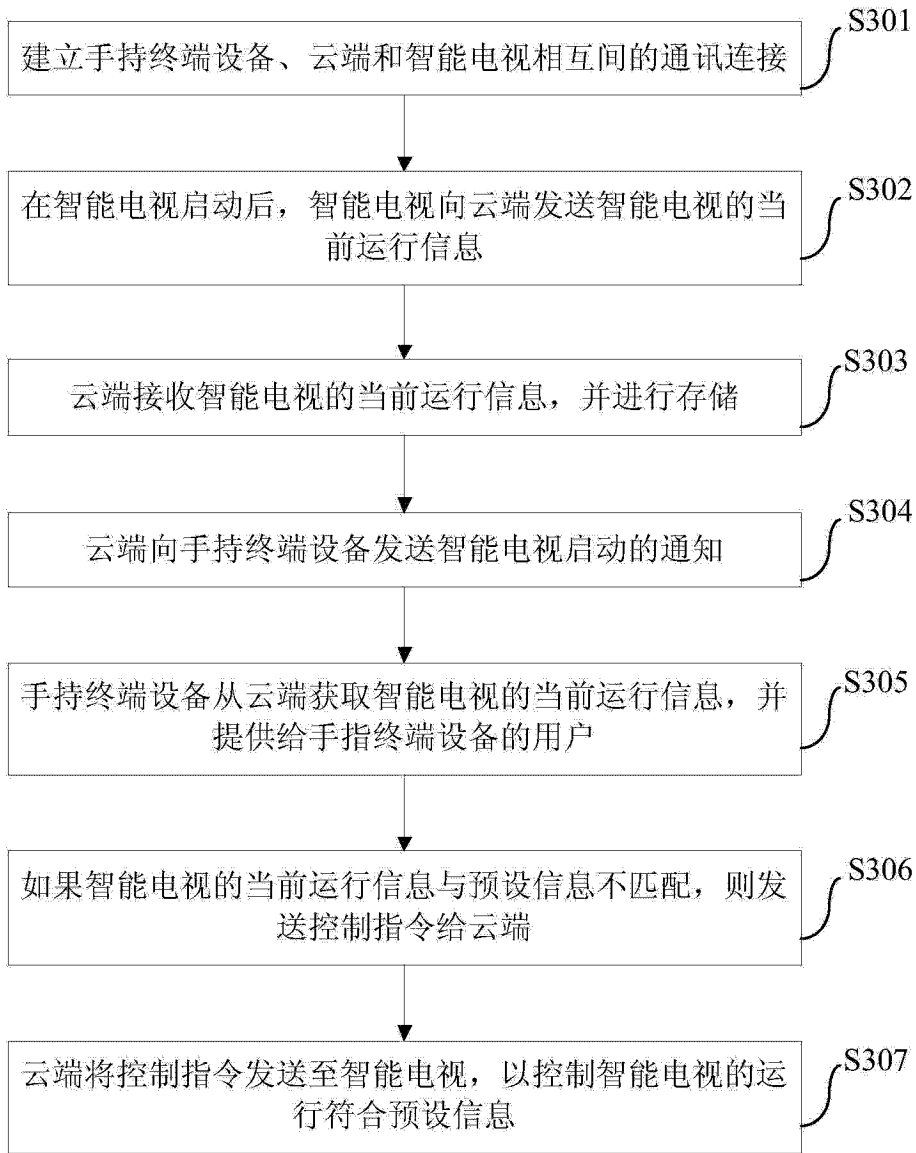 S301
建立手持终端设备、云端和智能电视相互间的通讯连接
S302
在智能电视启动后，智能电视向云端发送智能电视的当
前运行信息
S303
云端接收智能电视的当前运行信息，并进行存储
S304
云端向手持终端设备发送智能电视启动的通知
S305
手持终端设备从云端获取智能电视的当前运行信息，并
提供给手指终端设备的用户
S306
如果智能电视的当前运行信息与预设信息不匹配，则发
送控制指令给云端
S307
云端将控制指令发送至智能电视，以控制智能电视的运
行符合预设信息